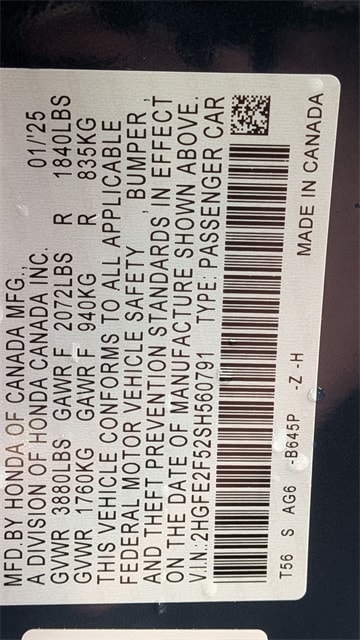 MFD.BY HONDA OF CANADA MFG.,
A DIVISION OF HONDA CANADA INC., 01/'25
GVWR 3880LBS GAWR F 2072LBS R 1840LBS
GVWR 1760KG GAWR F 940KG R 835KG
THIS VEHICLE CONFORMS TO ALL APPLICABLE
FEDERAL MOTOR VEHICLE SAFETY, BUMPER,
AND THEFT PREVENTION STANDARDS IN EFFECT
ON THE DATE OF MANUFACTURE SHOWN ABOVE.
V.I.N.:2HGFE2F52SH560791 TYPE: PASSENGER CAR
T56 S AG6 -B645P -Z -H
MADE IN CANADA